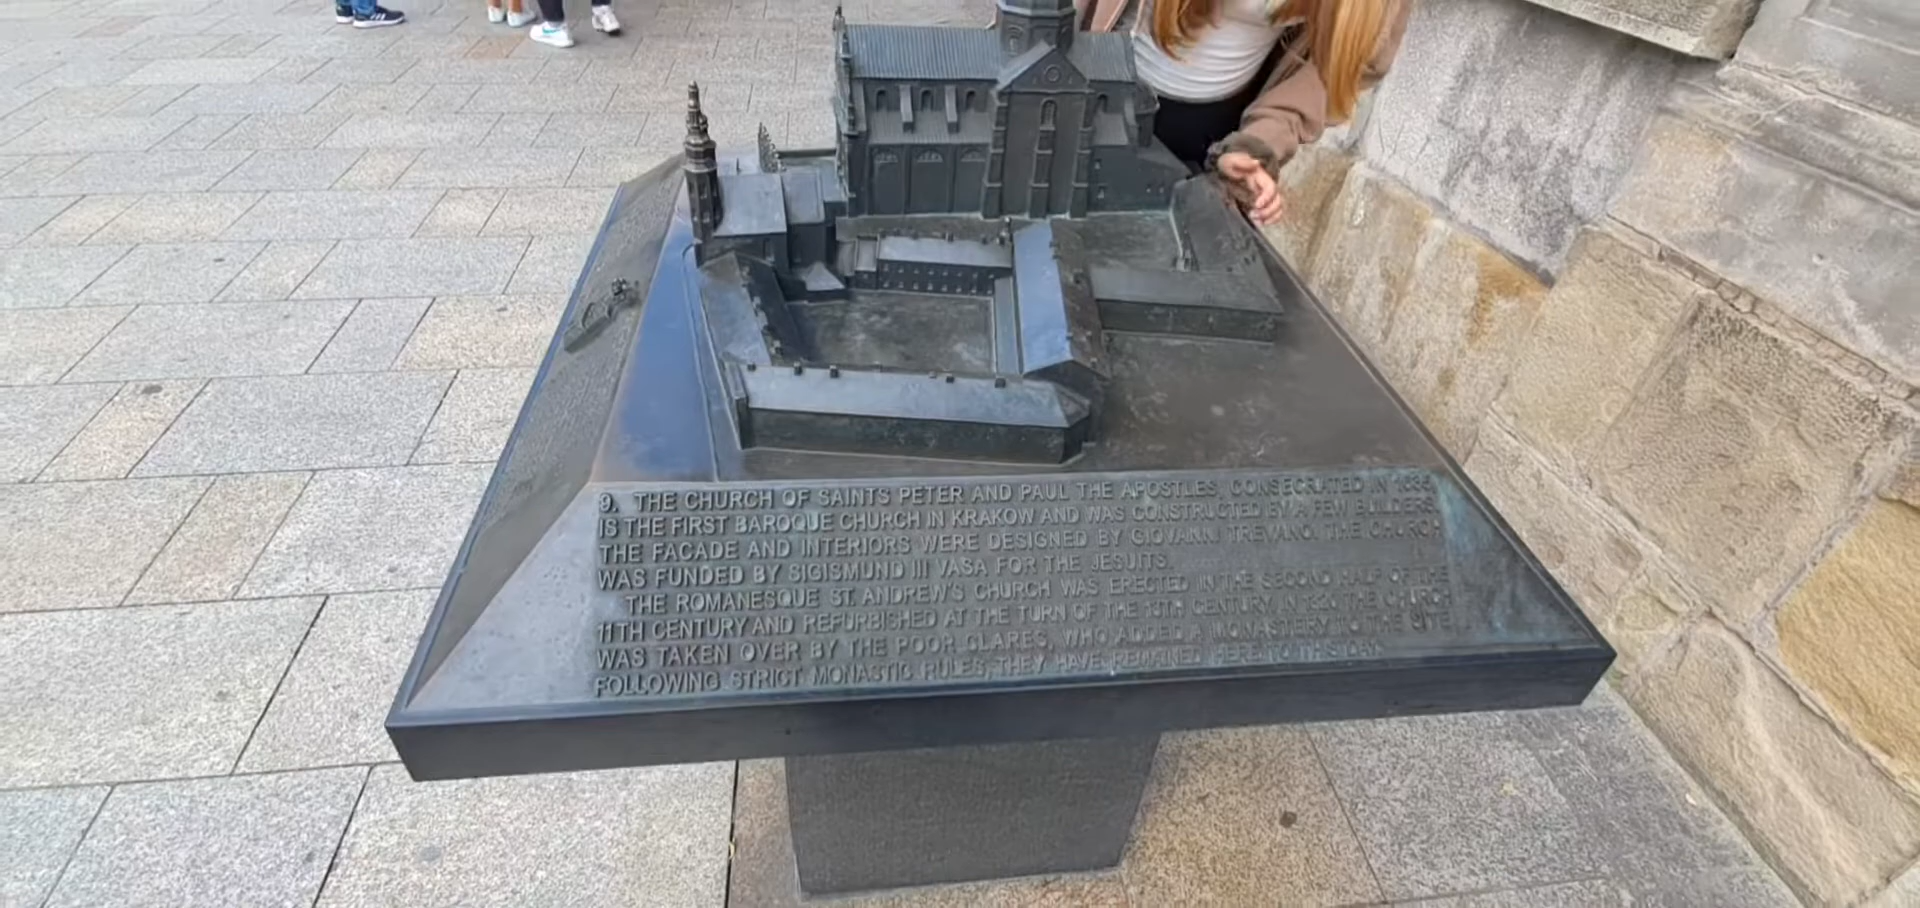 9. THE CHURCH OF SAINTS PETER AND PAUL THE APOSTLES, CONSECRATED IN 1635,
IS THE FIRST BAROQUE CHURCH IN KRAKOW AND WAS CONSTRUCTED BY A FEW BUILDERS.
THE FACADE AND INTERIORS WERE DESIGNED BY GIOVANNI TREVANO. THE CHURCH
WAS FUNDED BY SIGISMUND III VASA FOR THE JESUITS.
THE ROMANESQUE ST. ANDREW'S CHURCH WAS ERECTED IN THE SECOND HALF OF THE
11TH CENTURY AND REFURBISHED AT THE TURN OF THE 13TH CENTURY. IN 1320 THE CHURCH
WAS TAKEN OVER BY THE POOR CLARES, WHO ADDED A MONASTERY TO THE SITE.
FOLLOWING STRICT MONASTIC RULES, THEY HAVE REMAINED HERE TO THIS DAY.